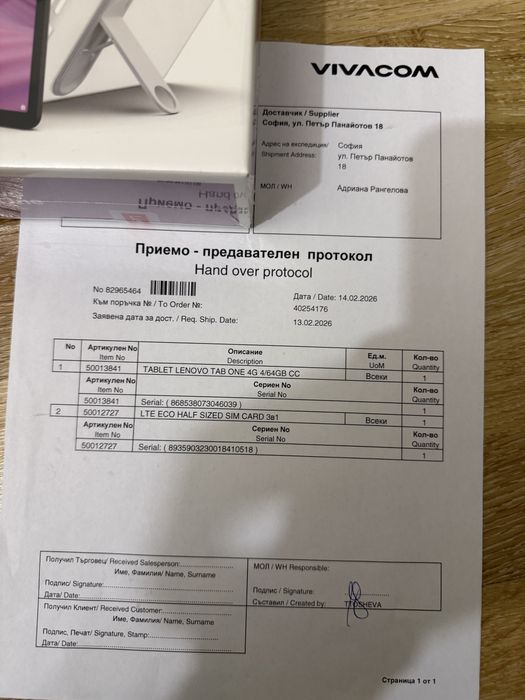 VIVACOM
Доставчик / Supplier
София, ул. Петър Панайотов 18
Адрес на експедиция/ София
Shipment Address: ул. Петър Панайотов
18
МОЛ / WH Адриана Рангелова
Приемо - предавателен протокол
Hand over protocol
No 82965464
Дата / Date: 14.02.2026
Към поръчка № / To Order №: 40254176
Заявена дата за дост. / Req. Ship. Date: 13.02.2026
No Артикулен No Описание Ед.м. Кол-во
Item No Description UoM Quantity
1 50013841 TABLET LENOVO TAB ONE 4G 4/64GB CC Всеки 1
Артикулен No Сериен No Кол-во
Item No Serial No Quantity
50013841 Serial: ( 868538073046039 ) 1
2 50012727 LTE ECO HALF SIZED SIM CARD 3в1 Всеки 1
Артикулен No Сериен No Кол-во
Item No Serial No Quantity
50012727 Serial: ( 8935903230018410518 ) 1
Получил Търговец/ Received Salesperson:
Име, Фамилия/ Name, Surname
Подпис/ Signature:
Дата/ Date:
МОЛ / WH Responsible:
Подпис / Signature:
Съставил / Created by:
Получил Клиент/ Received Customer:
Име, Фамилия/ Name, Surname
Подпис, Печат/ Signature, Stamp:
Дата/ Date:
Страница 1 от 1